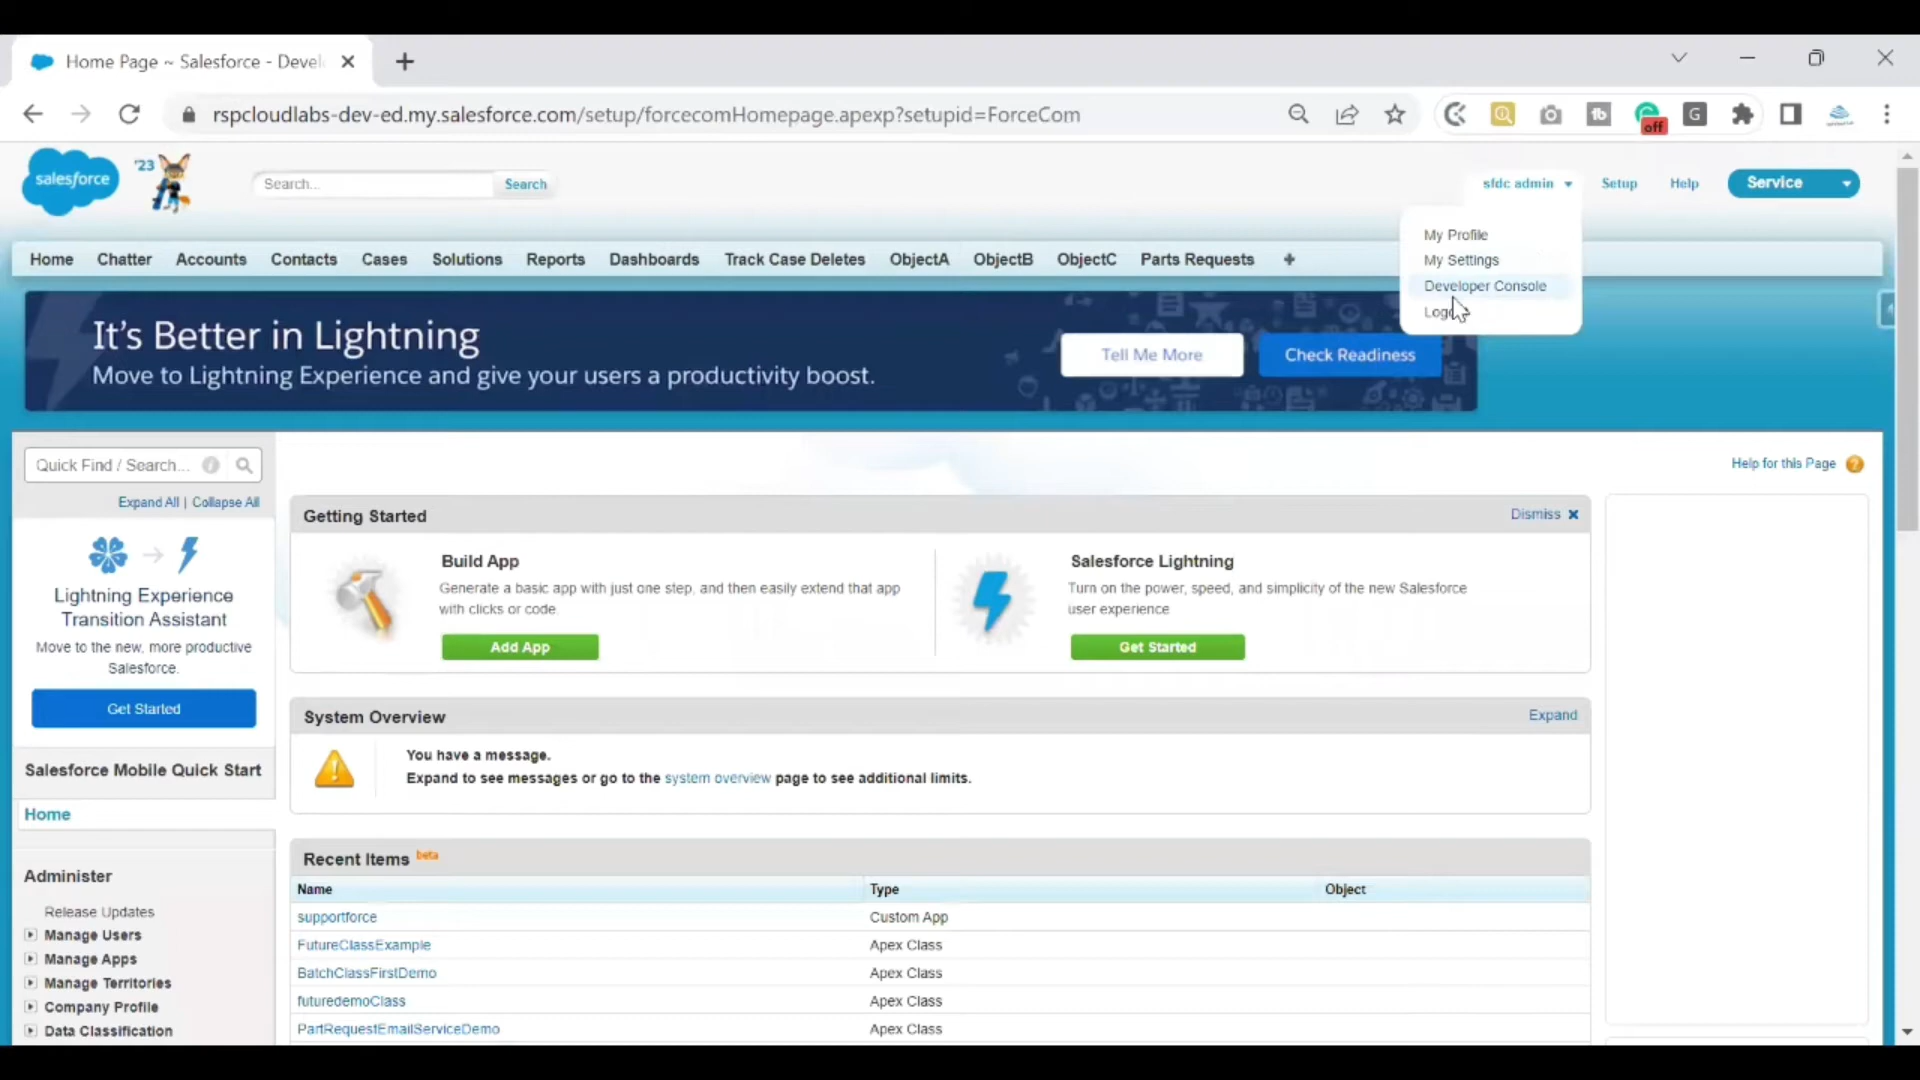 Home Page ~ Salesforce - Devel
rspcloudlabs-dev-ed.my.salesforce.com/setup/forcecomHomepage.apexp?setupid=ForceCom
tb
off
G
salesforce
'23
Search...
Search
sfdc admin
Setup
Help
Service
My Profile
My Settings
Developer Console
Home
Chatter
Accounts
Contacts
Cases
Solutions
Reports
Dashboards
Track Case Deletes
ObjectA
ObjectB
ObjectC
Parts Requests
+
It's Better in Lightning
Move to Lightning Experience and give your users a productivity boost.
Tell Me More
Check Readiness
Quick Find / Search...
Expand All | Collapse All
Help for this Page
Lightning Experience
Transition Assistant
Move to the new, more productive
Salesforce.
Get Started
Salesforce Mobile Quick Start
Home
Administer
Release Updates
Manage Users
Manage Apps
Manage Territories
Company Profile
Data Classification
Getting Started
Dismiss X
Build App
Generate a basic app with just one step, and then easily extend that app
with clicks or code.
Add App
Salesforce Lightning
Turn on the power, speed, and simplicity of the new Salesforce
user experience
Get Started
System Overview
Expand
You have a message.
Expand to see messages or go to the system overview page to see additional limits.
Recent Items beta
Name Type Object
supportforce Custom App
FutureClassExample Apex Class
BatchClassFirstDemo Apex Class
futuredemoClass Apex Class
PartRequestEmailServiceDemo Apex Class